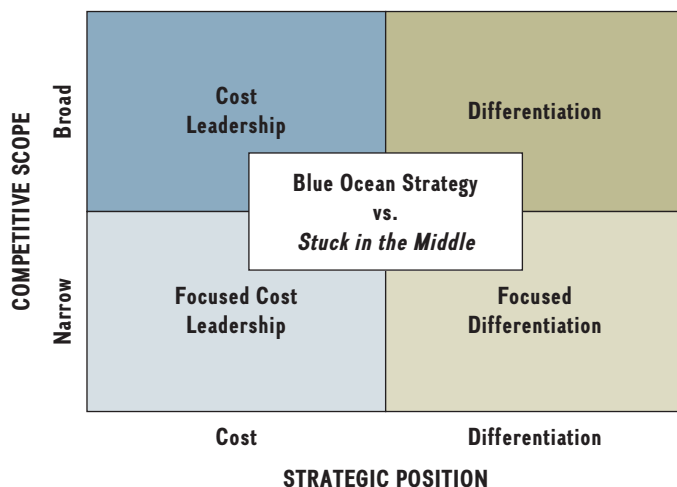 COMPETITIVE SCOPE
Broad
Narrow
Cost
Leadership
Differentiation
Blue Ocean Strategy
vs.
Stuck in the Middle
Focused Cost
Leadership
Focused
Differentiation
Cost
Differentiation
STRATEGIC POSITION